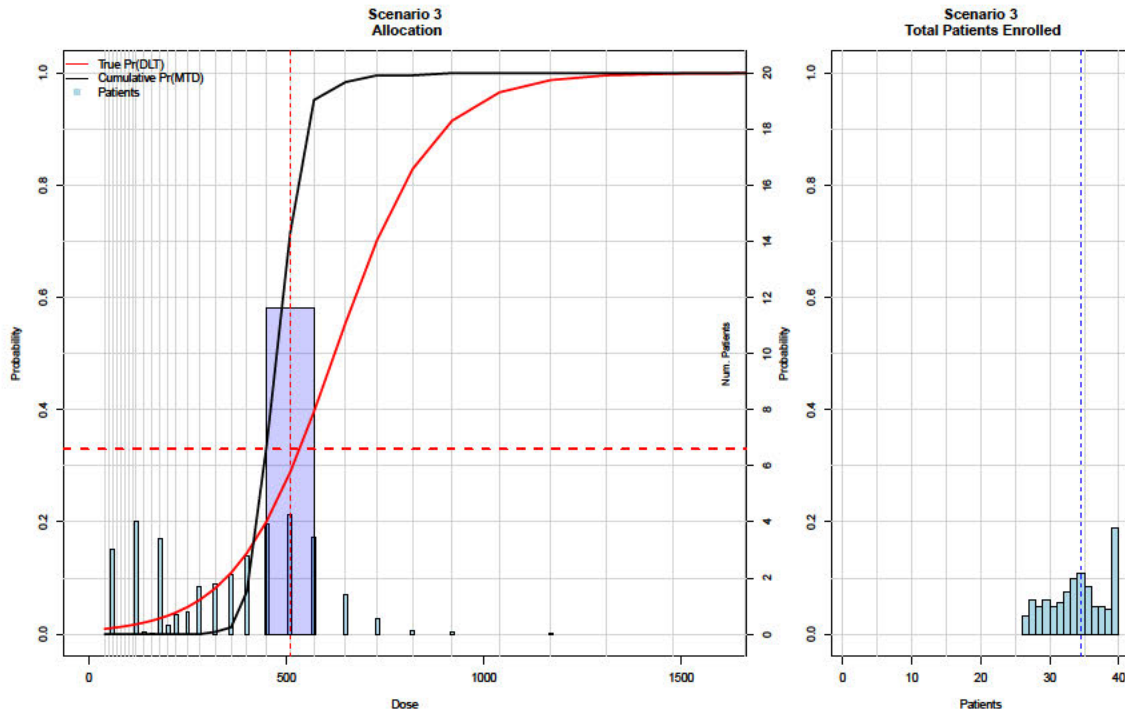 Scenario 3
Allocation
True Pr(DLT)
Cumulative Pr(MTD)
Patients
Probability
1.0
0.8
0.6
0.4
0.2
0.0
20
18
16
14
12
10
8
6
4
2
0
Num. Patients
0 500 1000 1500
Dose
Scenario 3
Total Patients Enrolled
Probability
1.0
0.8
0.6
0.4
0.2
0.0
0 10 20 30 40
Patients